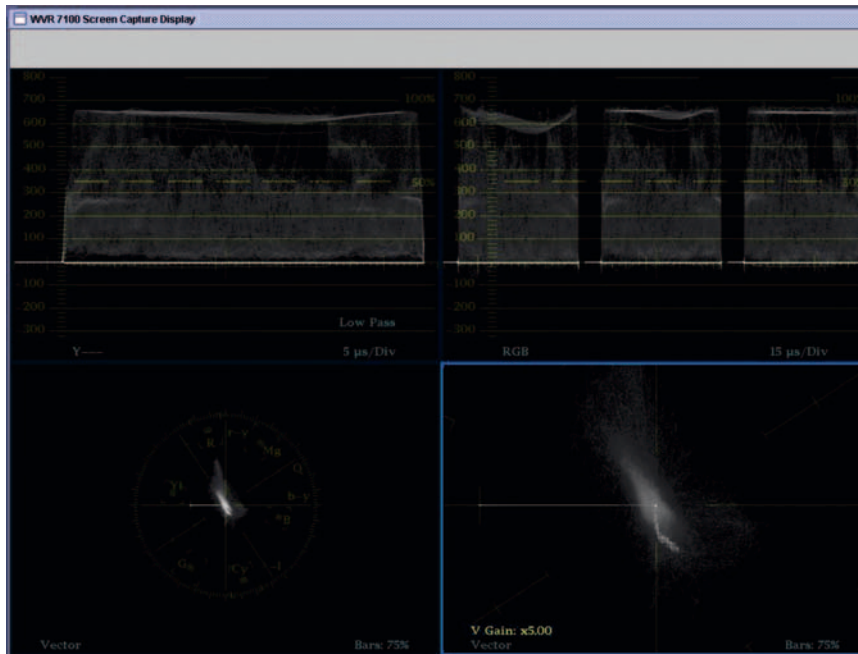 WVR 7100 Screen Capture Display
800
700
600
500
400
300
200
100
-100
-200
-300
100%
50%
Low Pass
Y---
5 µs/Div
800
700
600
500
400
300
200
100
-100
-200
-300
100%
RGB
15 µs/Div
R
r-y
Mg
Q
b-y
B
-I
Cy
Yl
Vector
Bars: 75%
V Gain: x5.00
Vector
Bars: 75%